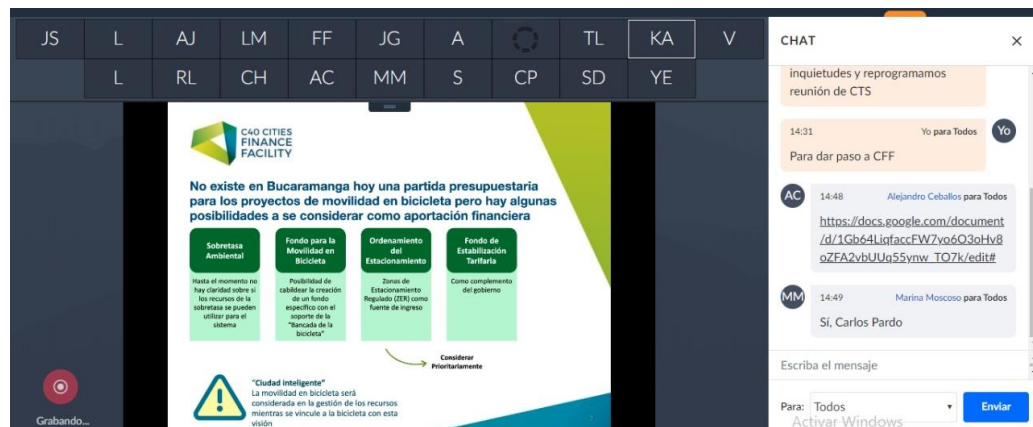 JS L AJ LM FF JG A TL KA V
L RL CH AC MM S CP SD YE
C40 CITIES
FINANCE
FACILITY
No existe en Bucaramanga hoy una partida presupuestaria
para los proyectos de movilidad en bicicleta pero hay algunas
posibilidades a se considerar como aportación financiera
Sobretasa
Ambiental
Hasta el momento no
hay claridad sobre si
los recursos de la
sobretasa se pueden
utilizar para el
sistema
Fondo para la
Movilidad en
Bicicleta
Posibilidad de
cabildear la creación
de un fondo
específico con el
soporte de la
"Bancada de la
bicicleta"
Ordenamiento
del
Estacionamiento
Zonas de
Estacionamiento
Regulado (ZER) como
fuente de ingreso
Fondo de
Estabilización
Tarifaria
Como complemento
del gobierno
Considerar
Prioritariamente
"Ciudad inteligente"
La movilidad en bicicleta será
considerada en la gestión de los recursos
mientras se vincule a la bicicleta con esta
visión
Grabando...
CHAT
inquietudes y reprogramamos
reunión de CTS
14:31 Yo para Todos Yo
Para dar paso a CFF
AC 14:48 Alejandro Ceballos para Todos
https://docs.google.com/document
/d/1Gb64LiqfaccFW7yo6O3oHv8
oZFA2vbUUq55ynw_TO7k/edit#
MM 14:49 Marina Moscoso para Todos
Sí, Carlos Pardo
Escriba el mensaje
Para: Todos Enviar
Activar Windows